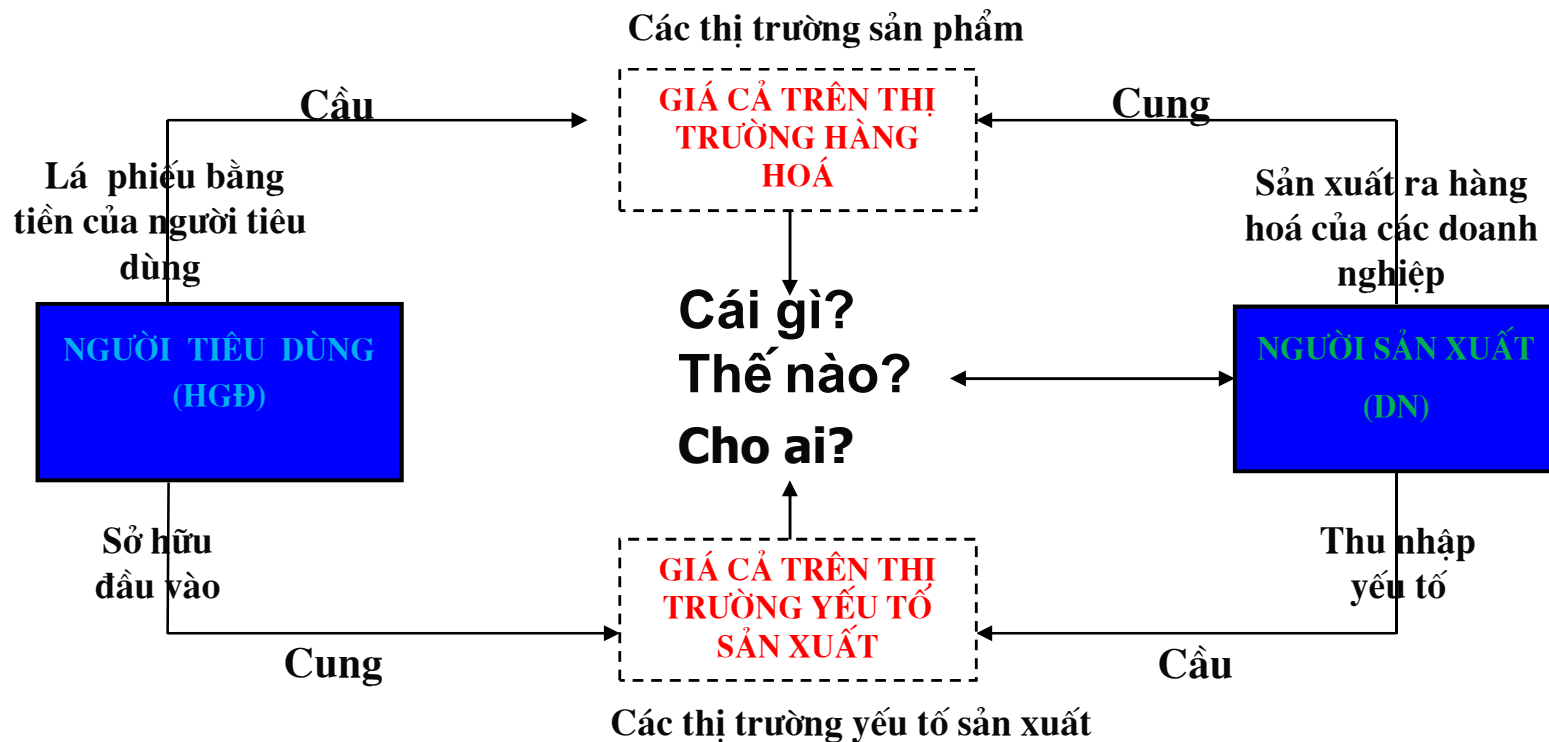 Các thị trường sản phẩm
Cầu
GIÁ CẢ TRÊN THỊ
TRƯỜNG HÀNG
HOÁ
Cung
Lá phiếu bằng
tiền của người tiêu
dùng
Sản xuất ra hàng
hoá của các doanh
nghiệp
NGƯỜI TIÊU DÙNG
(HGĐ)
Cái gì?
Thế nào?
Cho ai?
NGƯỜI SẢN XUẤT
(DN)
Sở hữu
đầu vào
GIÁ CẢ TRÊN THỊ
TRƯỜNG YẾU TỐ
SẢN XUẤT
Thu nhập
yếu tố
Cung
Cầu
Các thị trường yếu tố sản xuất